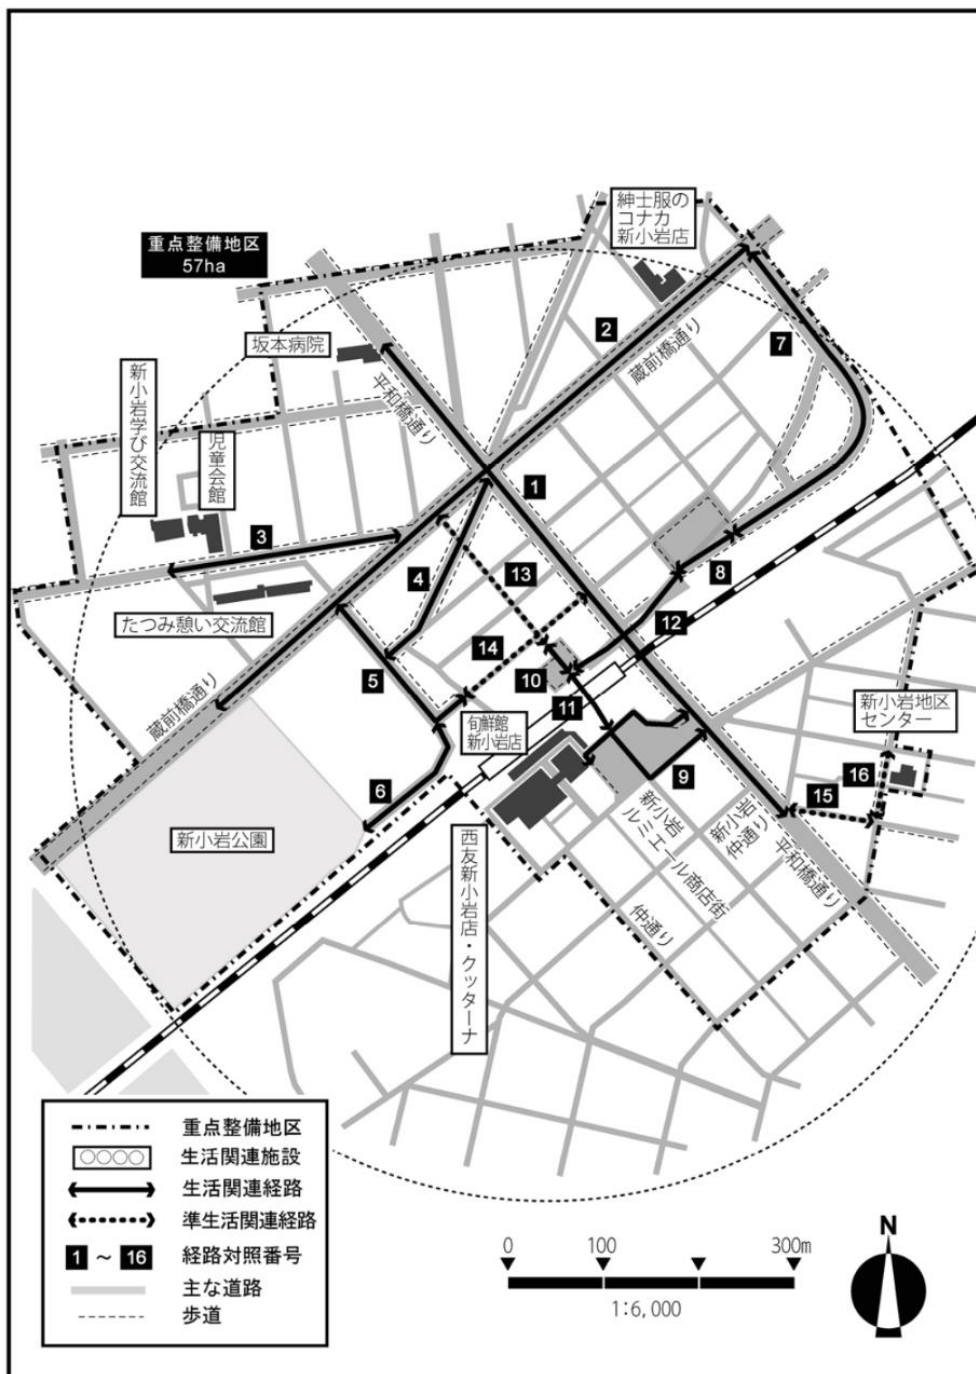 紳士服の
コナカ
新小岩店
重点整備地区
57ha
坂本病院
平和橋通り
2
蔵前橋通り
7
新小岩学び交流館
児童会館
1
3
4
13
8
12
たつみ憩い交流館
14
5
10
11
蔵前橋通り
旬鮮館
新小岩店
新小岩地区
センター
6
9
16
15
新小岩公園
西友新小岩店・クッターナ
新小岩
ルミエール商店街
新小岩
仲通り
平和橋通り
仲通り
重点整備地区
○○○○ 生活関連施設
生活関連経路
準生活関連経路
1 ～ 16 経路対照番号
主な道路
歩道
0 100 300m
1:6,000
N